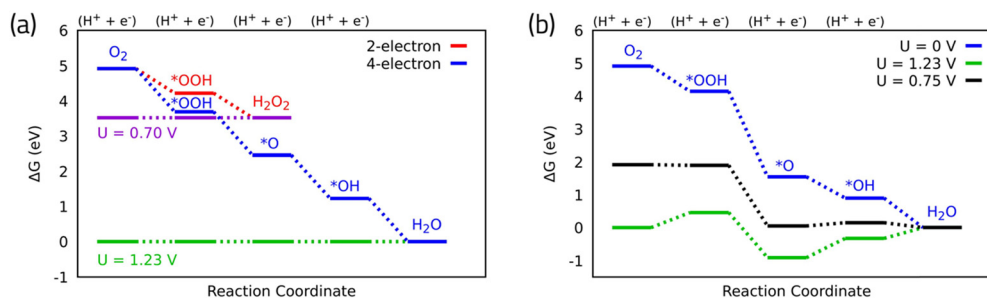 (a)
(H⁺ + e⁻) (H⁺ + e⁻) (H⁺ + e⁻) (H⁺ + e⁻)
6
5
4
3
2
1
0
-1
ΔG (eV)
2-electron
4-electron
O₂
*OOH
*OOH
H₂O₂
U = 0.70 V
*O
*OH
H₂O
U = 1.23 V
Reaction Coordinate
(b)
(H⁺ + e⁻) (H⁺ + e⁻) (H⁺ + e⁻) (H⁺ + e⁻)
6
5
4
3
2
1
0
-1
ΔG (eV)
U = 0 V
U = 1.23 V
U = 0.75 V
O₂
*OOH
*O
*OH
H₂O
Reaction Coordinate